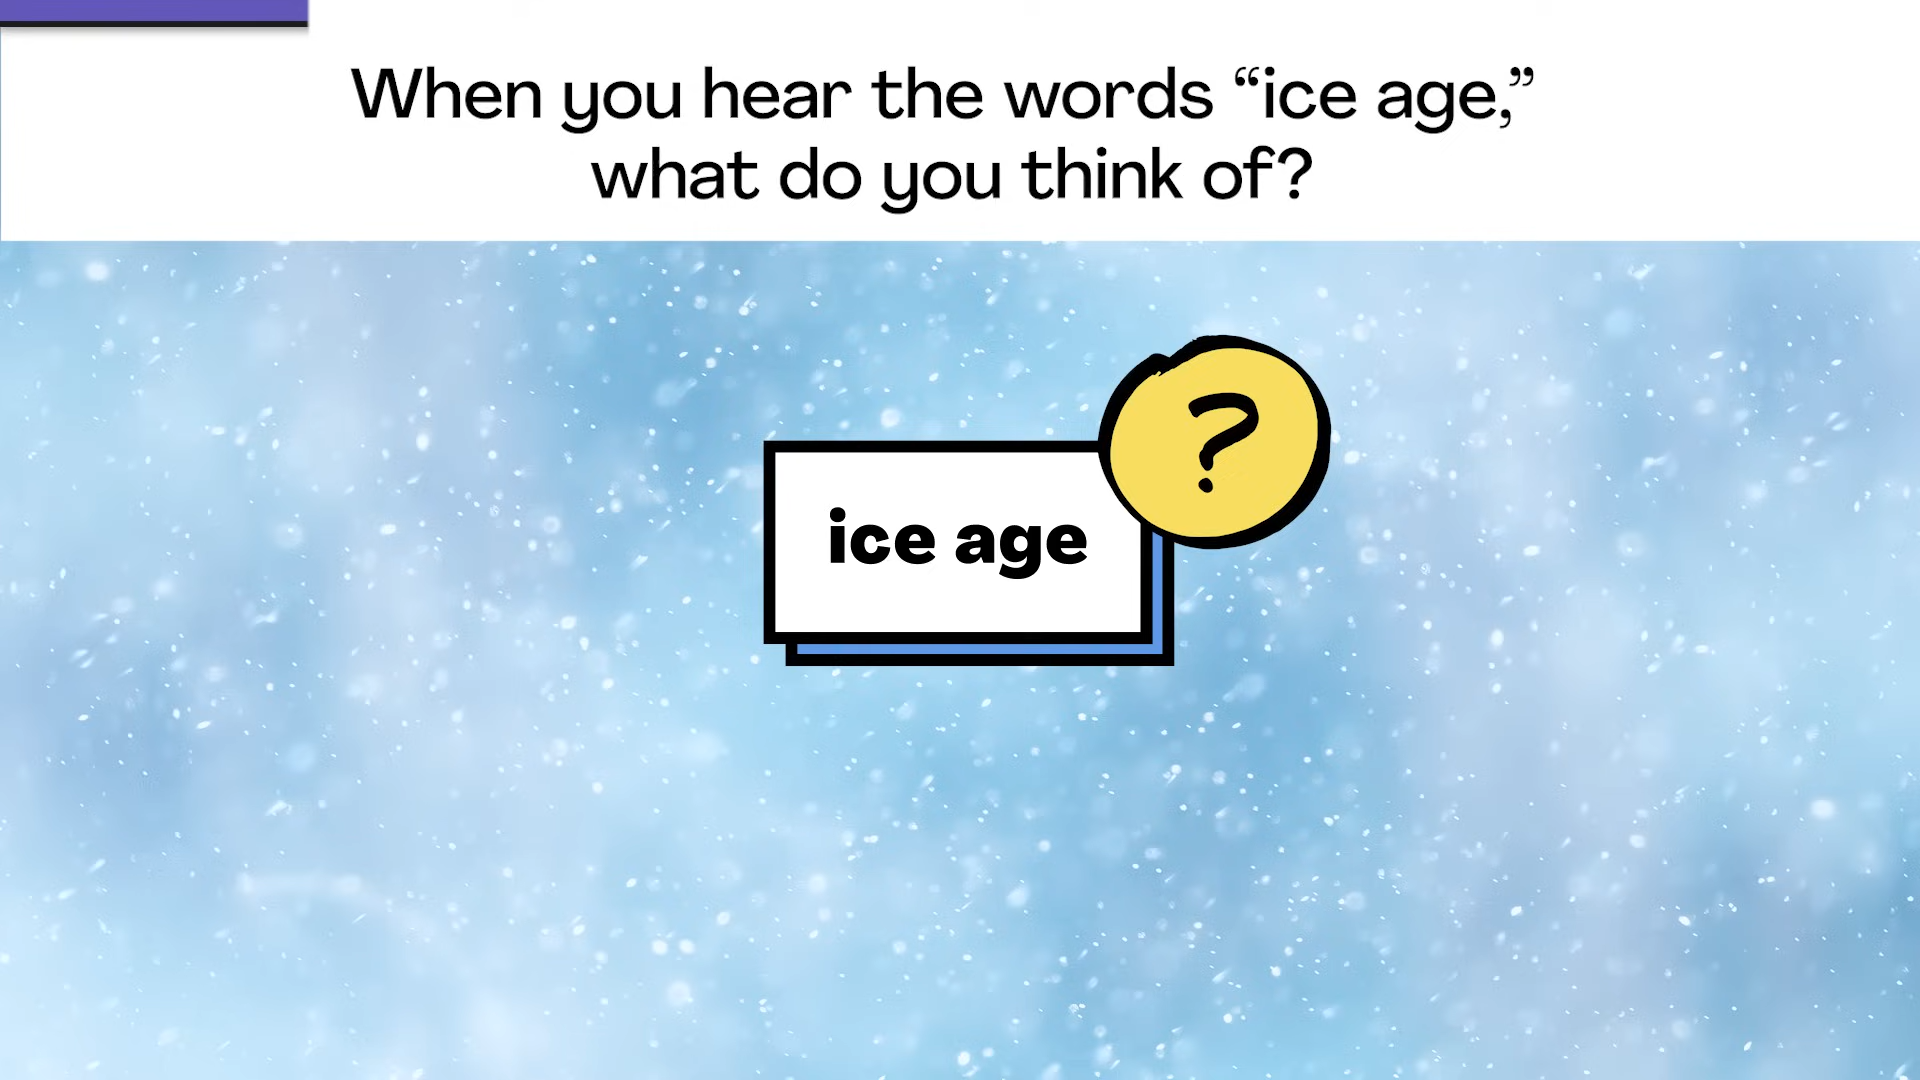 When you hear the words “ice age,”
what do you think of?
?
ice age